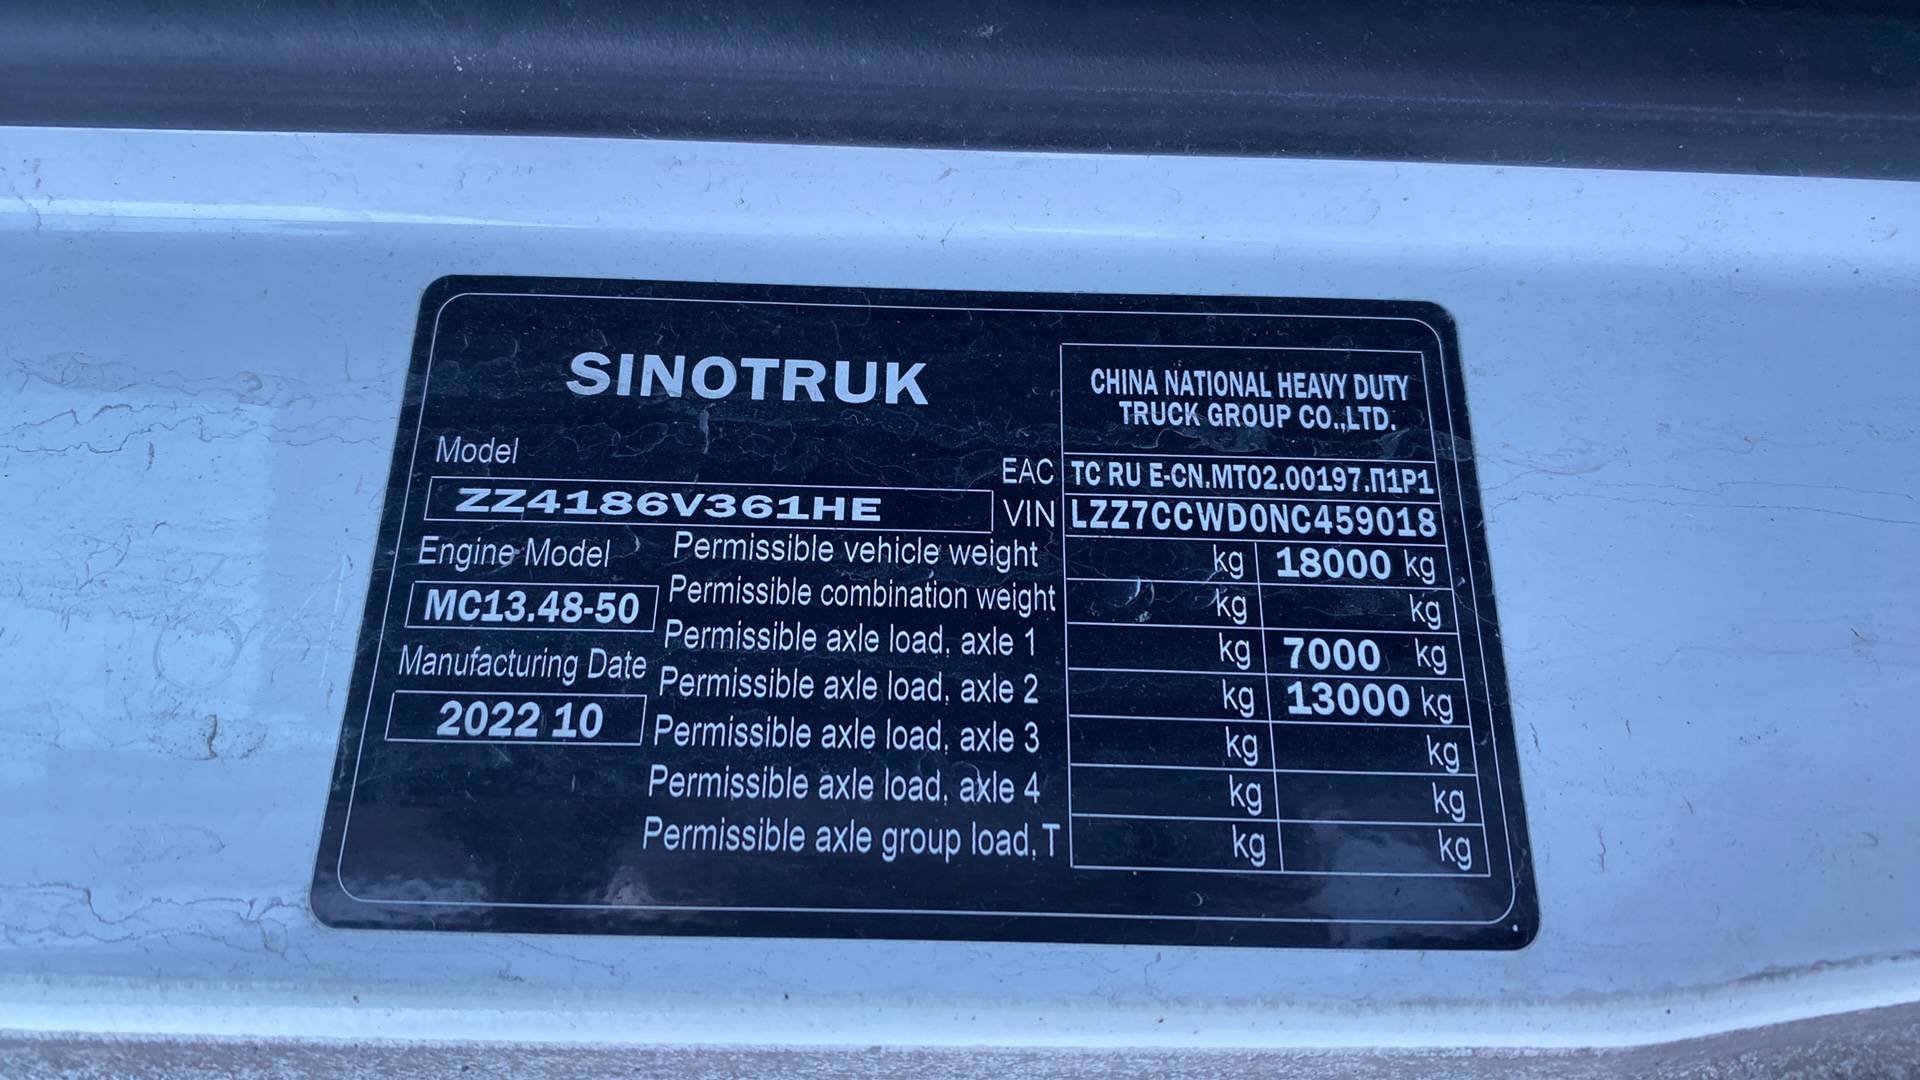 SINOTRUK
CHINA NATIONAL HEAVY DUTY
TRUCK GROUP CO.,LTD.
Model
EAC TC RU E-CN.MT02.00197.П1Р1
ZZ4186V361HE
VIN LZZ7CCWD0NC459018
Engine Model
Permissible vehicle weight kg 18000 kg
MC13.48-50
Permissible combination weight kg kg
Permissible axle load, axle 1 kg 7000 kg
Manufacturing Date
Permissible axle load, axle 2 kg 13000 kg
2022 10
Permissible axle load, axle 3 kg kg
Permissible axle load, axle 4 kg kg
Permissible axle group load, T kg kg